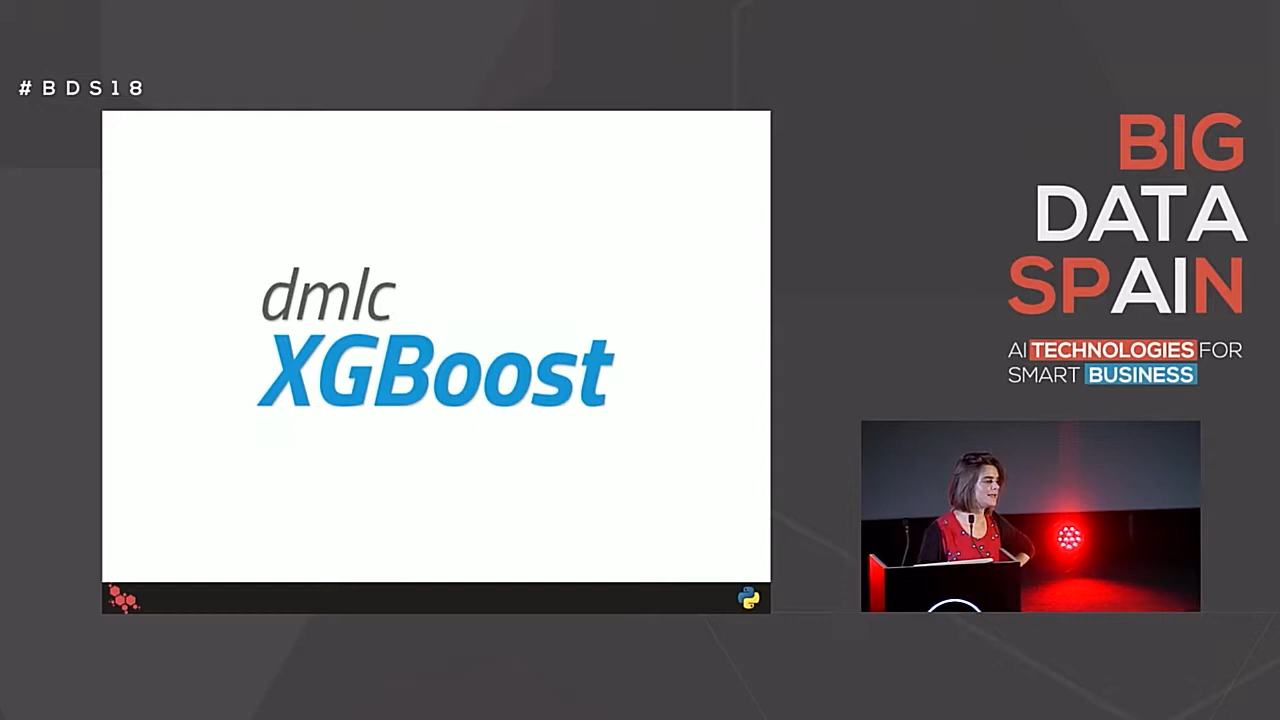 #BDS18
dmlc
XGBoost
BIG
DATA
SPAIN
AI TECHNOLOGIES FOR
SMART BUSINESS